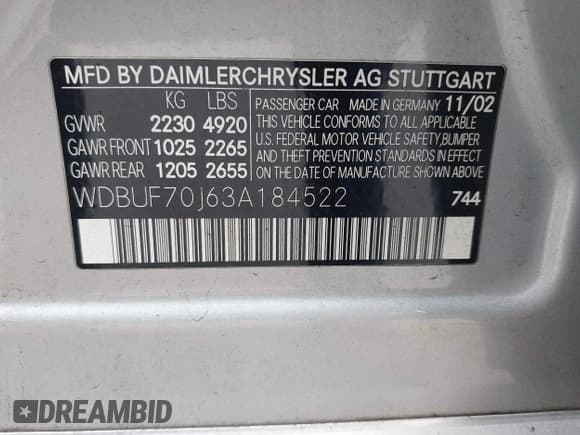 MFD BY DAIMLERCHRYSLER AG STUTTGART
KG LBS
GVWR 2230 4920
GAWR FRONT 1025 2265
GAWR REAR 1205 2655
PASSENGER CAR MADE IN GERMANY 11/02
THIS VEHICLE CONFORMS TO ALL APPLICABLE
U.S. FEDERAL MOTOR VEHICLE SAFETY, BUMPER
AND THEFT PREVENTION STANDARDS IN EFFECT
ON THE DATE OF MANUFACTURE SHOWN ABOVE
WDBUF70J63A184522 744
DREAMBID